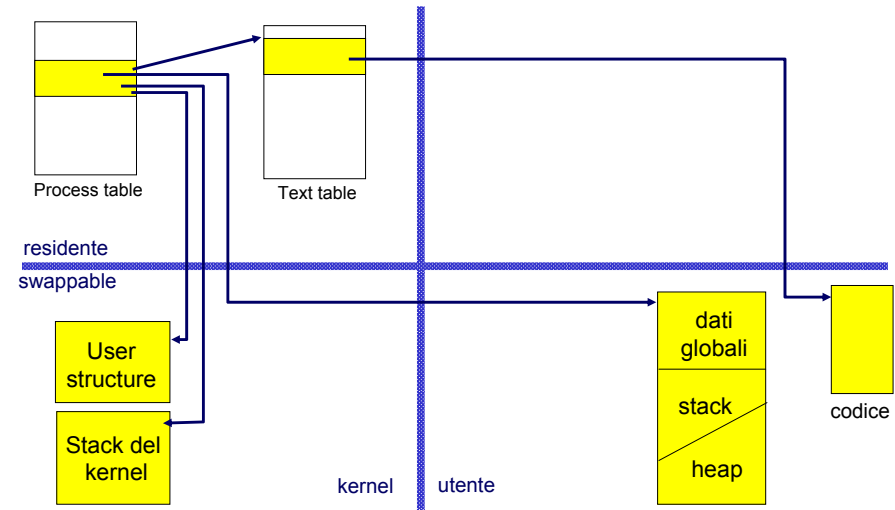 Process table
Text table
residente
swappable
User
structure
Stack del
kernel
kernel
utente
dati
globali
stack
heap
codice